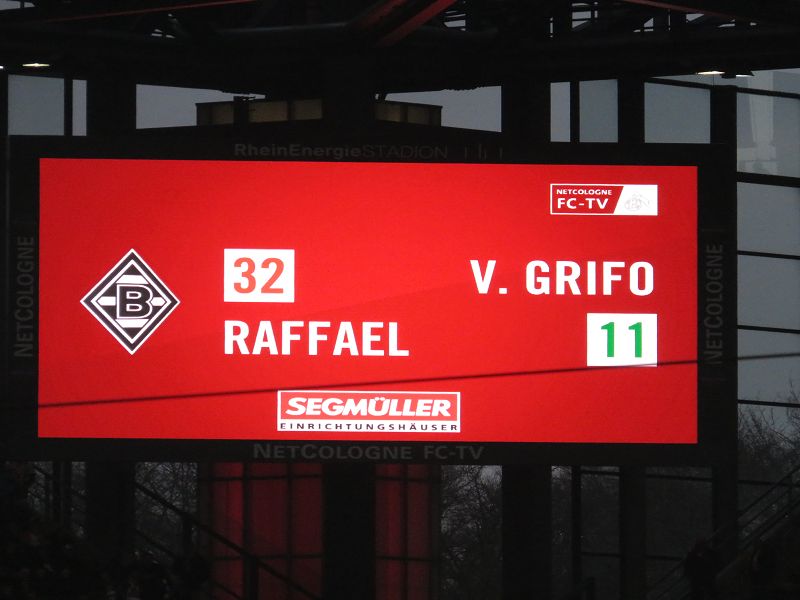 RheinEnergieSTADION
NETCOLOGNE
FC-TV
B
32
V. GRIFO
RAFFAEL
11
SEGMÜLLER
EINRICHTUNGSHÄUSER
NETCOLOGNE FC-TV
NETCOLOGNE
NETCOLOGNE